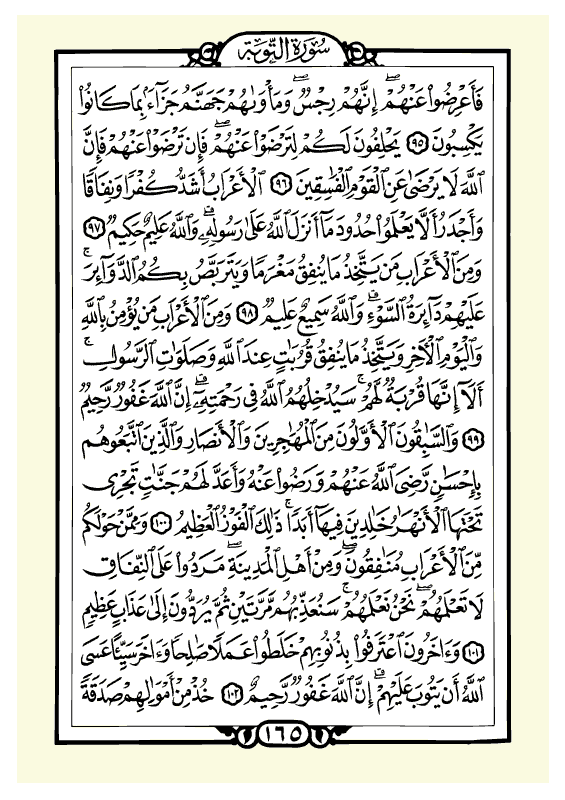 سُورَةُ التَّوْبَة
فَأَعْرِضُوا۟ عَنْهُمْ ۖ إِنَّهُمْ رِجْسٌ ۖ وَمَأْوَىٰهُمْ جَهَنَّمُ جَزَآءًۢ بِمَا كَانُوا۟
يَكْسِبُونَ ٩٥ يَحْلِفُونَ لَكُمْ لِتَرْضَوْا۟ عَنْهُمْ ۖ فَإِن تَرْضَوْا۟ عَنْهُمْ فَإِنَّ
ٱللَّهَ لَا يَرْضَىٰ عَنِ ٱلْقَوْمِ ٱلْفَـٰسِقِينَ ٩٦ ٱلْأَعْرَابُ أَشَدُّ كُفْرًا وَنِفَاقًا
وَأَجْدَرُ أَلَّا يَعْلَمُوا۟ حُدُودَ مَآ أَنزَلَ ٱللَّهُ عَلَىٰ رَسُولِهِۦ ۗ وَٱللَّهُ عَلِيمٌ حَكِيمٌ ٩٧
وَمِنَ ٱلْأَعْرَابِ مَن يَتَّخِذُ مَا يُنفِقُ مَغْرَمًا وَيَتَرَبَّصُ بِكُمُ ٱلدَّوَآئِرَ ۚ
عَلَيْهِمْ دَآئِرَةُ ٱلسَّوْءِ ۗ وَٱللَّهُ سَمِيعٌ عَلِيمٌ ٩٨ وَمِنَ ٱلْأَعْرَابِ مَن يُؤْمِنُ بِٱللَّهِ
وَٱلْيَوْمِ ٱلْـَٔاخِرِ وَيَتَّخِذُ مَا يُنفِقُ قُرُبَـٰتٍ عِندَ ٱللَّهِ وَصَلَوَٰتِ ٱلرَّسُولِ ۚ
أَلَآ إِنَّهَا قُرْبَةٌ لَّهُمْ ۚ سَيُدْخِلُهُمُ ٱللَّهُ فِى رَحْمَتِهِۦٓ ۗ إِنَّ ٱللَّهَ غَفُورٌ رَّحِيمٌ
٩٩ وَٱلسَّـٰبِقُونَ ٱلْأَوَّلُونَ مِنَ ٱلْمُهَـٰجِرِينَ وَٱلْأَنصَارِ وَٱلَّذِينَ ٱتَّبَعُوهُم
بِإِحْسَـٰنٍ رَّضِىَ ٱللَّهُ عَنْهُمْ وَرَضُوا۟ عَنْهُ وَأَعَدَّ لَهُمْ جَنَّـٰتٍ تَجْرِى
تَحْتَهَا ٱلْأَنْهَـٰرُ خَـٰلِدِينَ فِيهَآ أَبَدًا ۚ ذَٰلِكَ ٱلْفَوْزُ ٱلْعَظِيمُ ١٠٠ وَمِمَّنْ حَوْلَكُم
مِّنَ ٱلْأَعْرَابِ مُنَـٰفِقُونَ ۖ وَمِنْ أَهْلِ ٱلْمَدِينَةِ ۖ مَرَدُوا۟ عَلَى ٱلنِّفَاقِ
لَا تَعْلَمُهُمْ ۖ نَحْنُ نَعْلَمُهُمْ ۚ سَنُعَذِّبُهُم مَّرَّتَيْنِ ثُمَّ يُرَدُّونَ إِلَىٰ عَذَابٍ عَظِيمٍ
١٠١ وَءَاخَرُونَ ٱعْتَرَفُوا۟ بِذُنُوبِهِمْ خَلَطُوا۟ عَمَلًا صَـٰلِحًا وَءَاخَرَ سَيِّئًا عَسَى
ٱللَّهُ أَن يَتُوبَ عَلَيْهِمْ ۚ إِنَّ ٱللَّهَ غَفُورٌ رَّحِيمٌ ١٠٢ خُذْ مِنْ أَمْوَٰلِهِمْ صَدَقَةً
١٦٥